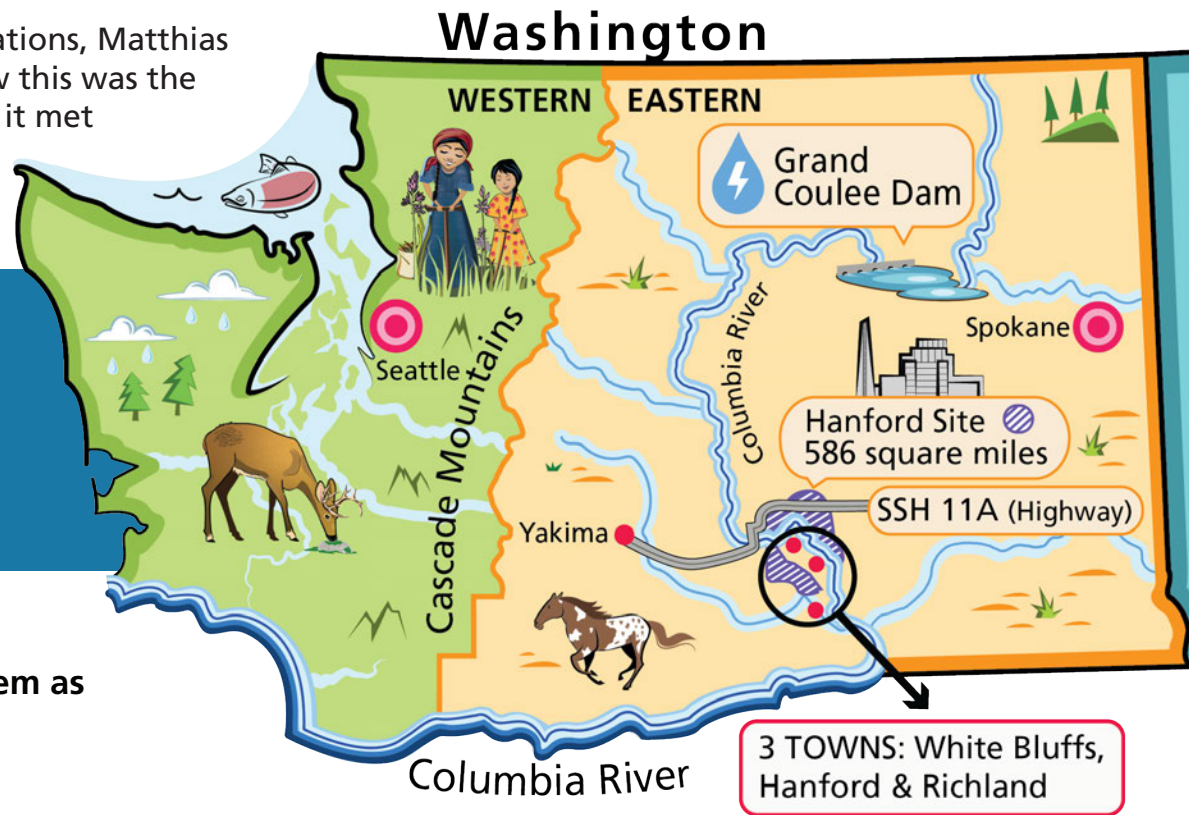 Washington
ations, Matthias
this was the
it met
WESTERN
EASTERN
Grand
Coulee Dam
Columbia River
Spokane
Seattle
Cascade Mountains
Hanford Site
586 square miles
SSH 11A (Highway)
Yakima
em as
3 TOWNS: White Bluffs,
Hanford & Richland
Columbia River